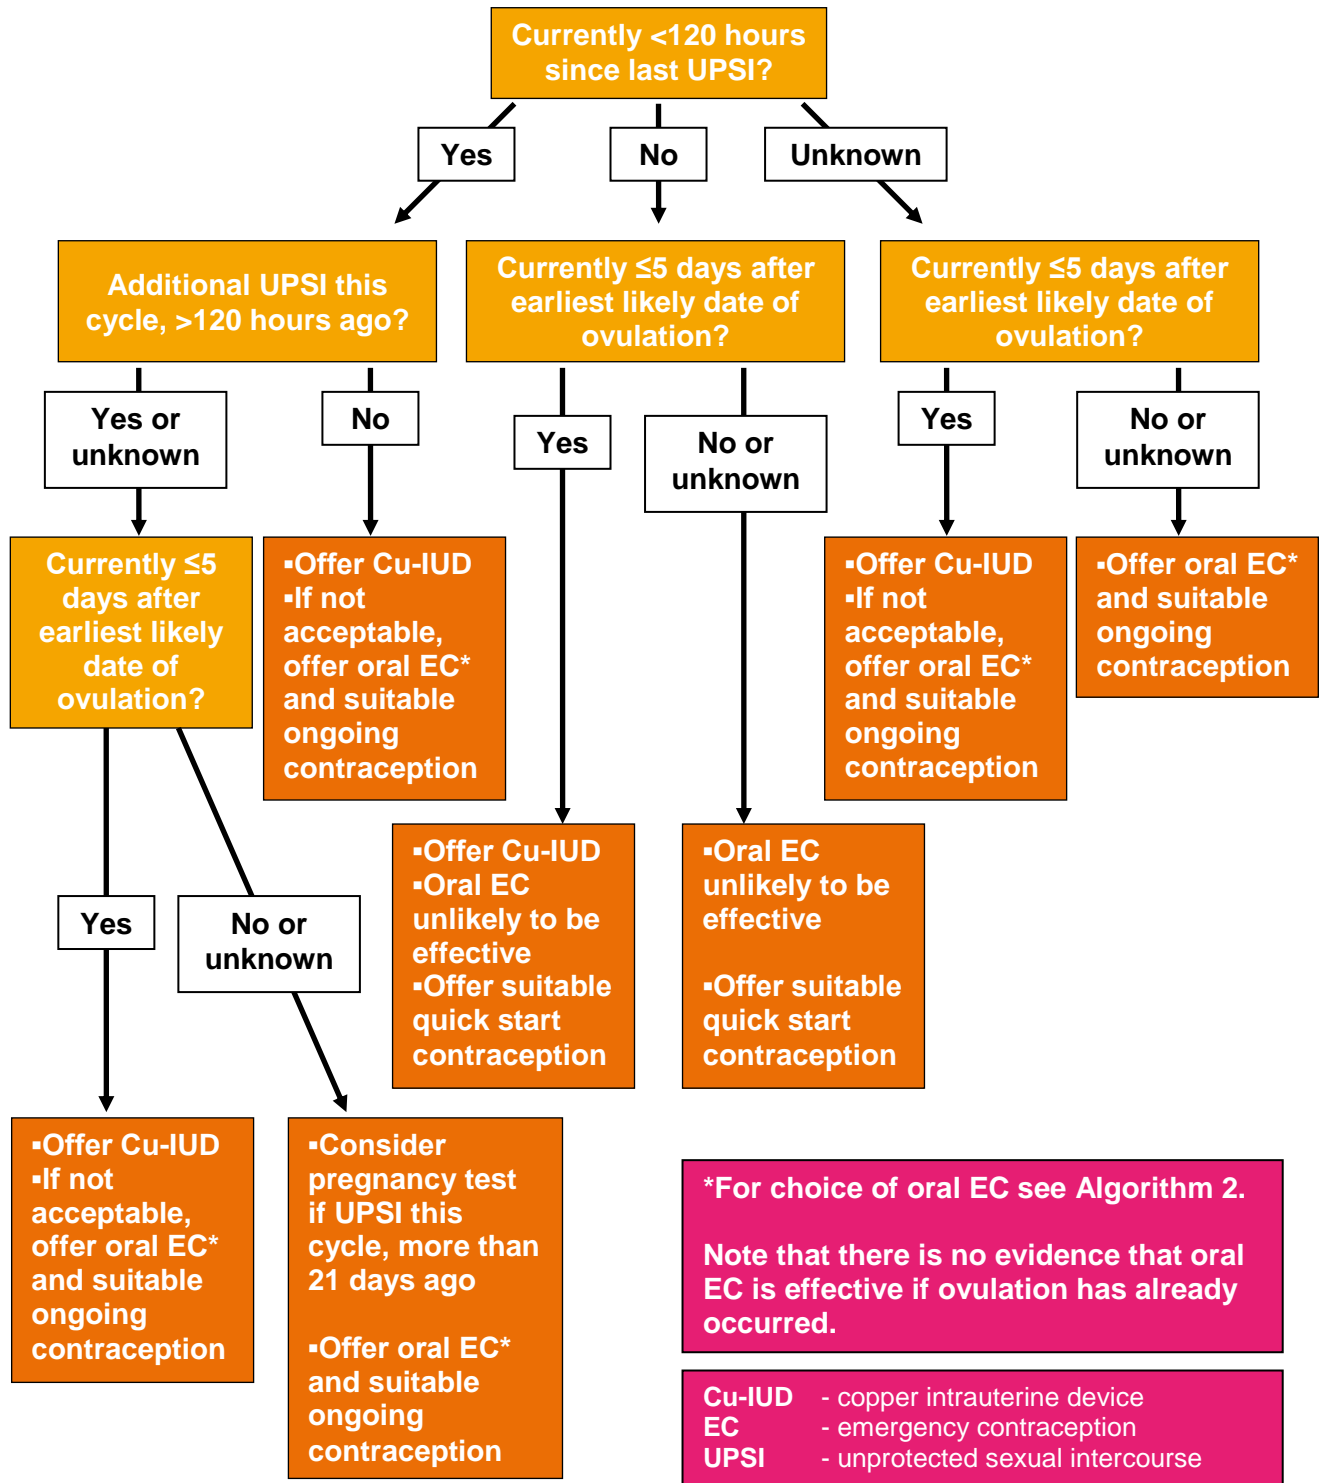 Currently <120 hours
since last UPSI?
Yes
No
Unknown
Additional UPSI this
cycle, >120 hours ago?
Currently ≤5 days after
earliest likely date of
ovulation?
Currently ≤5 days after
earliest likely date of
ovulation?
Yes or
unknown
No
Yes
No or
unknown
Yes
No or
unknown
Currently ≤5
days after
earliest likely
date of
ovulation?
▪Offer Cu-IUD
▪If not
acceptable,
offer oral EC*
and suitable
ongoing
contraception
▪Offer Cu-IUD
▪If not
acceptable,
offer oral EC*
and suitable
ongoing
contraception
▪Offer oral EC*
and suitable
ongoing
contraception
Yes
No or
unknown
▪Offer Cu-IUD
▪Oral EC
unlikely to be
effective
▪Offer suitable
quick start
contraception
▪Oral EC
unlikely to be
effective
▪Offer suitable
quick start
contraception
▪Offer Cu-IUD
▪If not
acceptable,
offer oral EC*
and suitable
ongoing
contraception
▪Consider
pregnancy test
if UPSI this
cycle, more than
21 days ago
▪Offer oral EC*
and suitable
ongoing
contraception
*For choice of oral EC see Algorithm 2.
Note that there is no evidence that oral
EC is effective if ovulation has already
occurred.
Cu-IUD - copper intrauterine device
EC - emergency contraception
UPSI - unprotected sexual intercourse